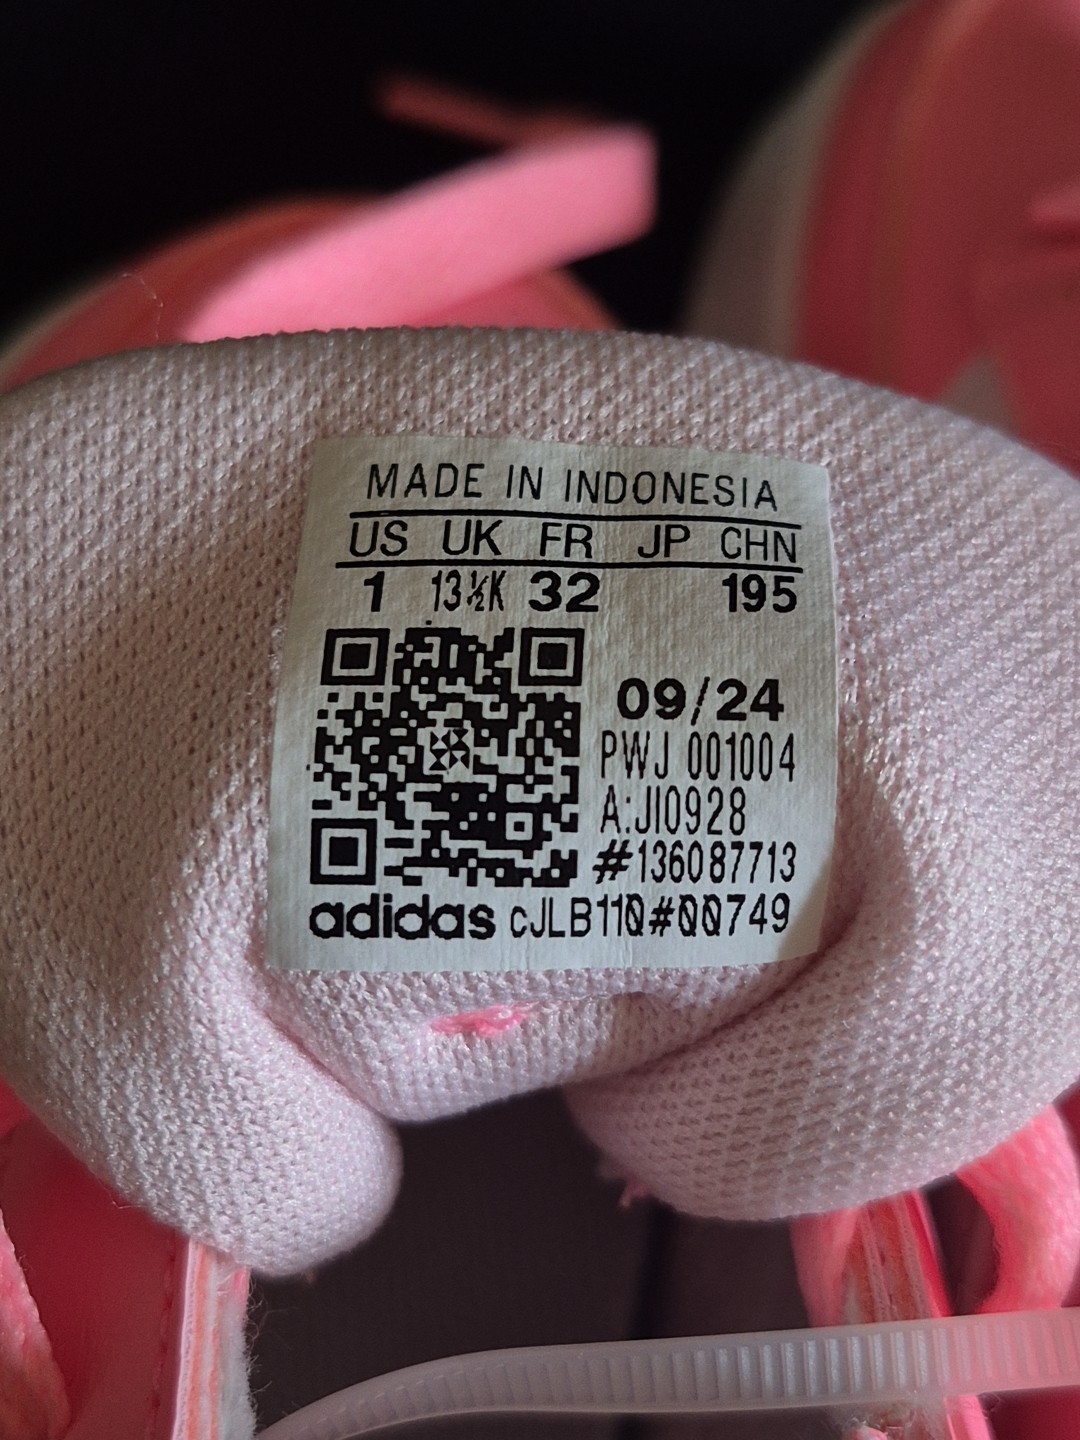 MADE IN INDONESIA
US UK FR JP CHN
1 13½K 32 195
09/24
PWJ 001004
A:JI0928
#136087713
adidas cJLB110#00749